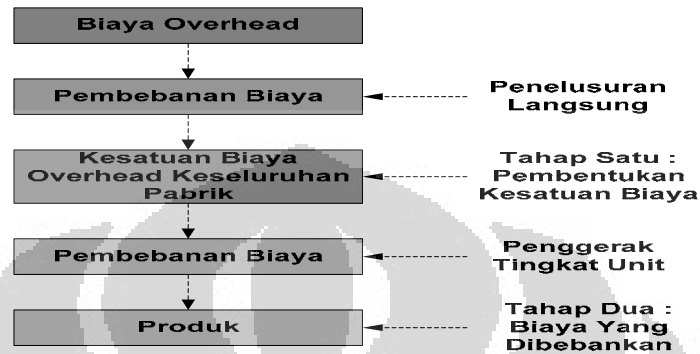 Biaya Overhead
Pembebanan Biaya
Penelusuran
Langsung
Kesatuan Biaya
Overhead Keseluruhan
Pabrik
Tahap Satu :
Pembentukan
Kesatuan Biaya
Pembebanan Biaya
Penggerak
Tingkat Unit
Produk
Tahap Dua :
Biaya Yang
Dibebankan